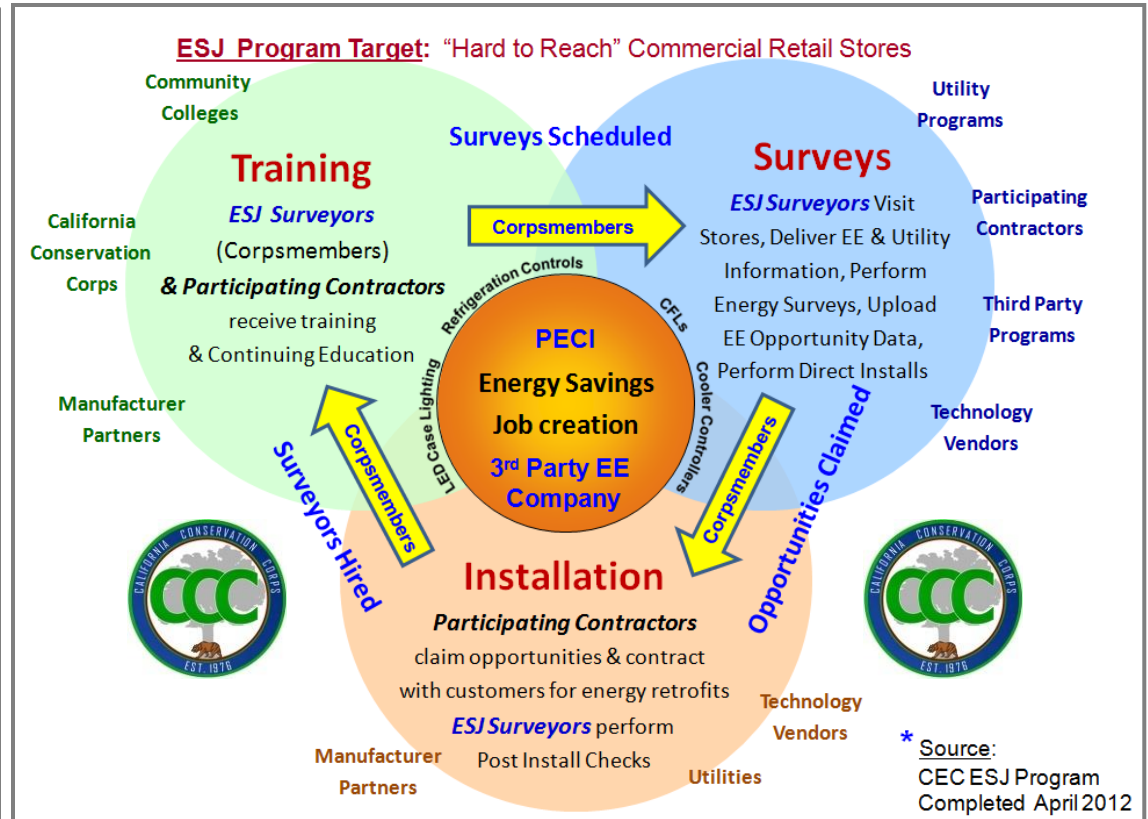 ESJ Program Target: “Hard to Reach” Commercial Retail Stores
Community
Colleges
California
Conservation
Corps
Manufacturer
Partners
Training
ESJ Surveyors
(Corpsmembers)
& Participating Contractors
receive training
& Continuing Education
Surveys Scheduled
Corpsmembers
Surveys
ESJ Surveyors Visit
Stores, Deliver EE & Utility
Information, Perform
Energy Surveys, Upload
EE Opportunity Data,
Perform Direct Installs
Utility
Programs
Participating
Contractors
Third Party
Programs
Technology
Vendors
LED Case Lighting
Refrigeration Controls
CFLs
Cooler Controllers
PECI
Energy Savings
Job creation
3rd Party EE
Company
Corpsmembers
Opportunities Claimed
Corpsmembers
Surveyors Hired
Installation
Participating Contractors
claim opportunities & contract
with customers for energy retrofits
ESJ Surveyors perform
Post Install Checks
Manufacturer
Partners
Technology
Vendors
Utilities
CALIFORNIA CONSERVATION CORPS
CCC
EST. 1976
CALIFORNIA CONSERVATION CORPS
CCC
EST. 1976
* Source:
CEC ESJ Program
Completed April 2012